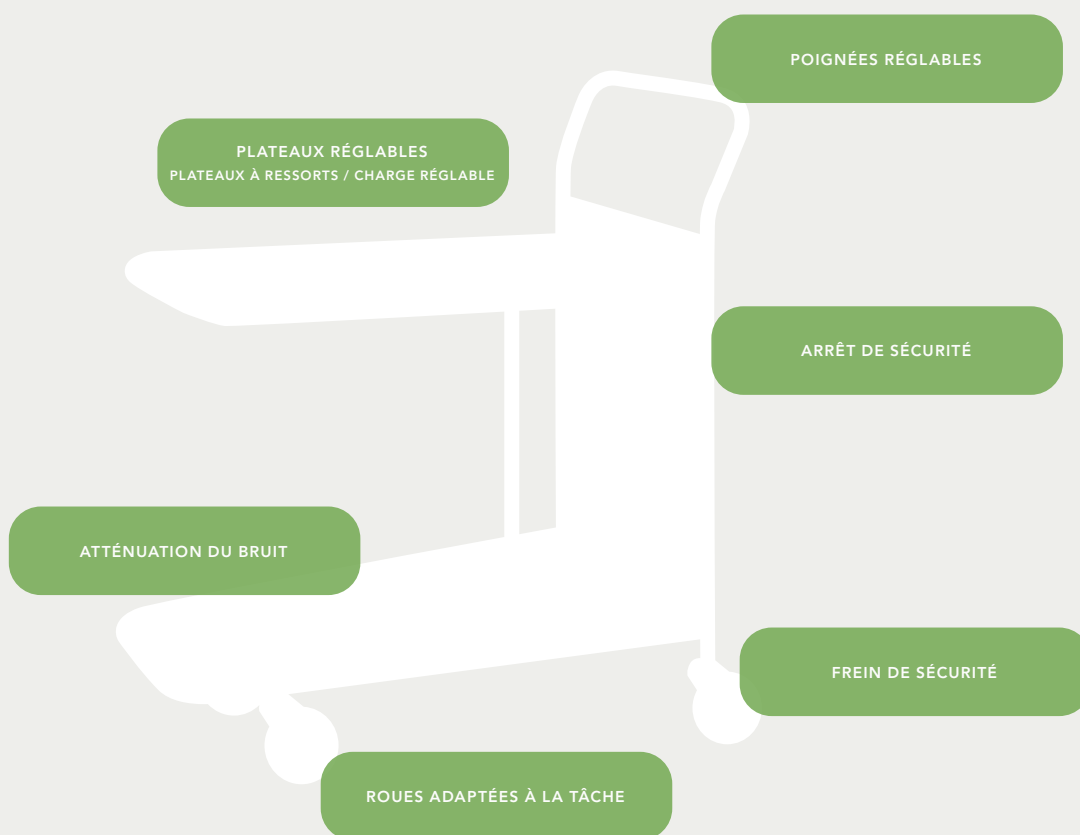 POIGNÉES RÉGLABLES
PLATEAUX RÉGLABLES
PLATEAUX À RESSORTS / CHARGE RÉGLABLE
ARRÊT DE SÉCURITÉ
ATTÉNUATION DU BRUIT
FREIN DE SÉCURITÉ
ROUES ADAPTÉES À LA TÂCHE